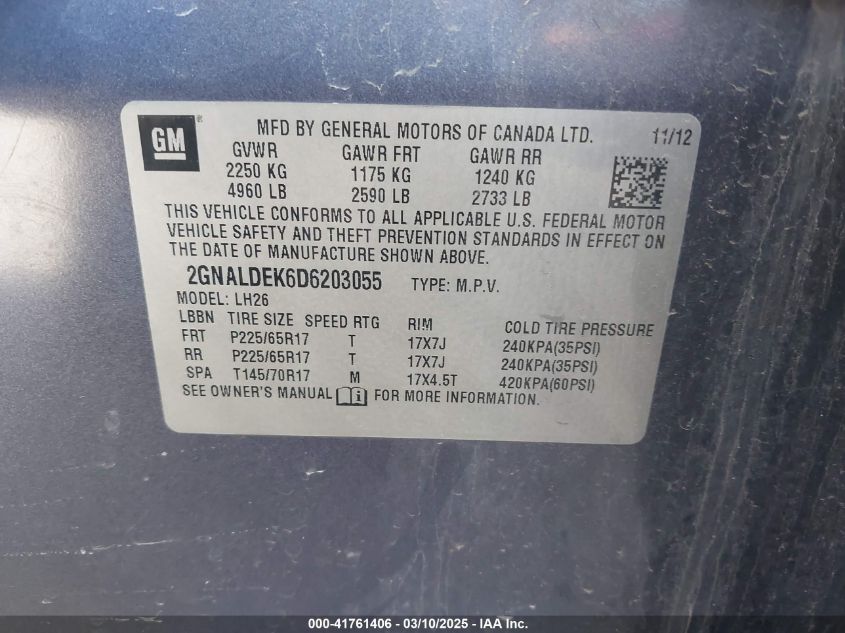 GM ® MFD BY GENERAL MOTORS OF CANADA LTD. 11/12
GVWR GAWR FRT GAWR RR
2250 KG 1175 KG 1240 KG
4960 LB 2590 LB 2733 LB
THIS VEHICLE CONFORMS TO ALL APPLICABLE U.S. FEDERAL MOTOR
VEHICLE SAFETY AND THEFT PREVENTION STANDARDS IN EFFECT ON
THE DATE OF MANUFACTURE SHOWN ABOVE.
2GNALDEK6D6203055 TYPE: M.P.V.
MODEL: LH26
LBBN TIRE SIZE SPEED RTG RIM COLD TIRE PRESSURE
FRT P225/65R17 T 17X7J 240KPA(35PSI)
RR P225/65R17 T 17X7J 240KPA(35PSI)
SPA T145/70R17 M 17X4.5T 420KPA(60PSI)
SEE OWNER'S MANUAL FOR MORE INFORMATION.
000-41761406 - 03/10/2025 - IAA Inc.